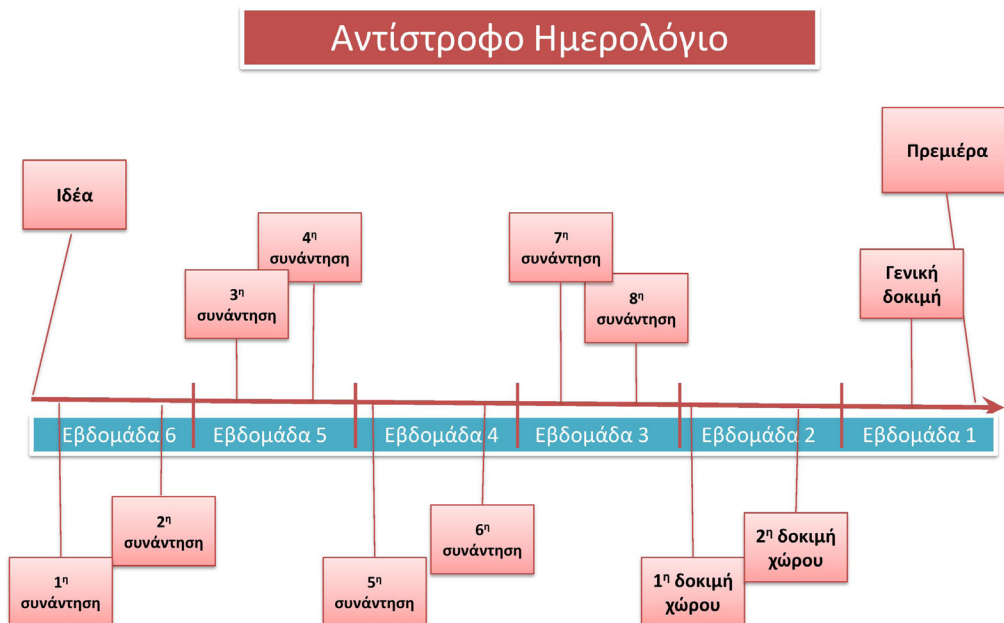 Αντίστροφο Ημερολόγιο
Πρεμιέρα
Ιδέα
4η
συνάντηση
7η
συνάντηση
Γενική
δοκιμή
3η
συνάντηση
8η
συνάντηση
Εβδομάδα 6
Εβδομάδα 5
Εβδομάδα 4
Εβδομάδα 3
Εβδομάδα 2
Εβδομάδα 1
2η
συνάντηση
6η
συνάντηση
2η δοκιμή
χώρου
1η
συνάντηση
5η
συνάντηση
1η δοκιμή
χώρου